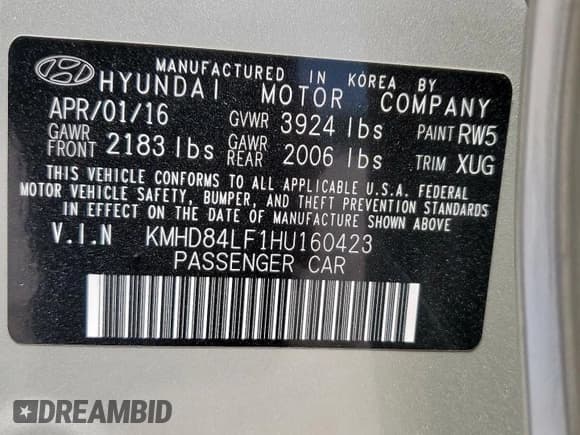 MANUFACTURED IN KOREA BY
HYUNDAI MOTOR COMPANY
APR/01/16 GVWR 3924 lbs PAINT RW5
GAWR FRONT 2183 lbs GAWR REAR 2006 lbs TRIM XUG
THIS VEHICLE CONFORMS TO ALL APPLICABLE U.S.A. FEDERAL
MOTOR VEHICLE SAFETY, BUMPER, AND THEFT PREVENTION STANDARDS
IN EFFECT ON THE DATE OF MANUFACTURE SHOWN ABOVE
V.I.N KMHD84LF1HU160423
PASSENGER CAR
DREAMBID